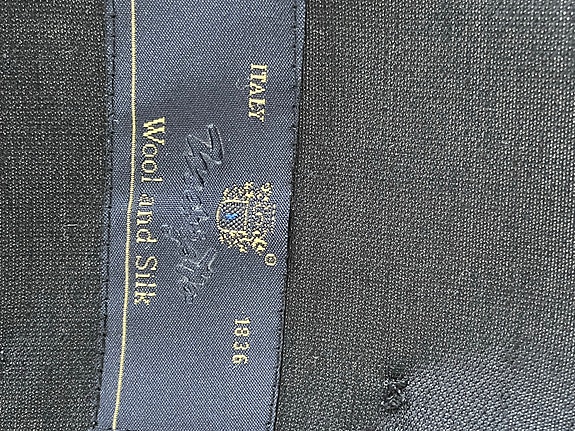 ITALY ® 1836
Wool and Silk